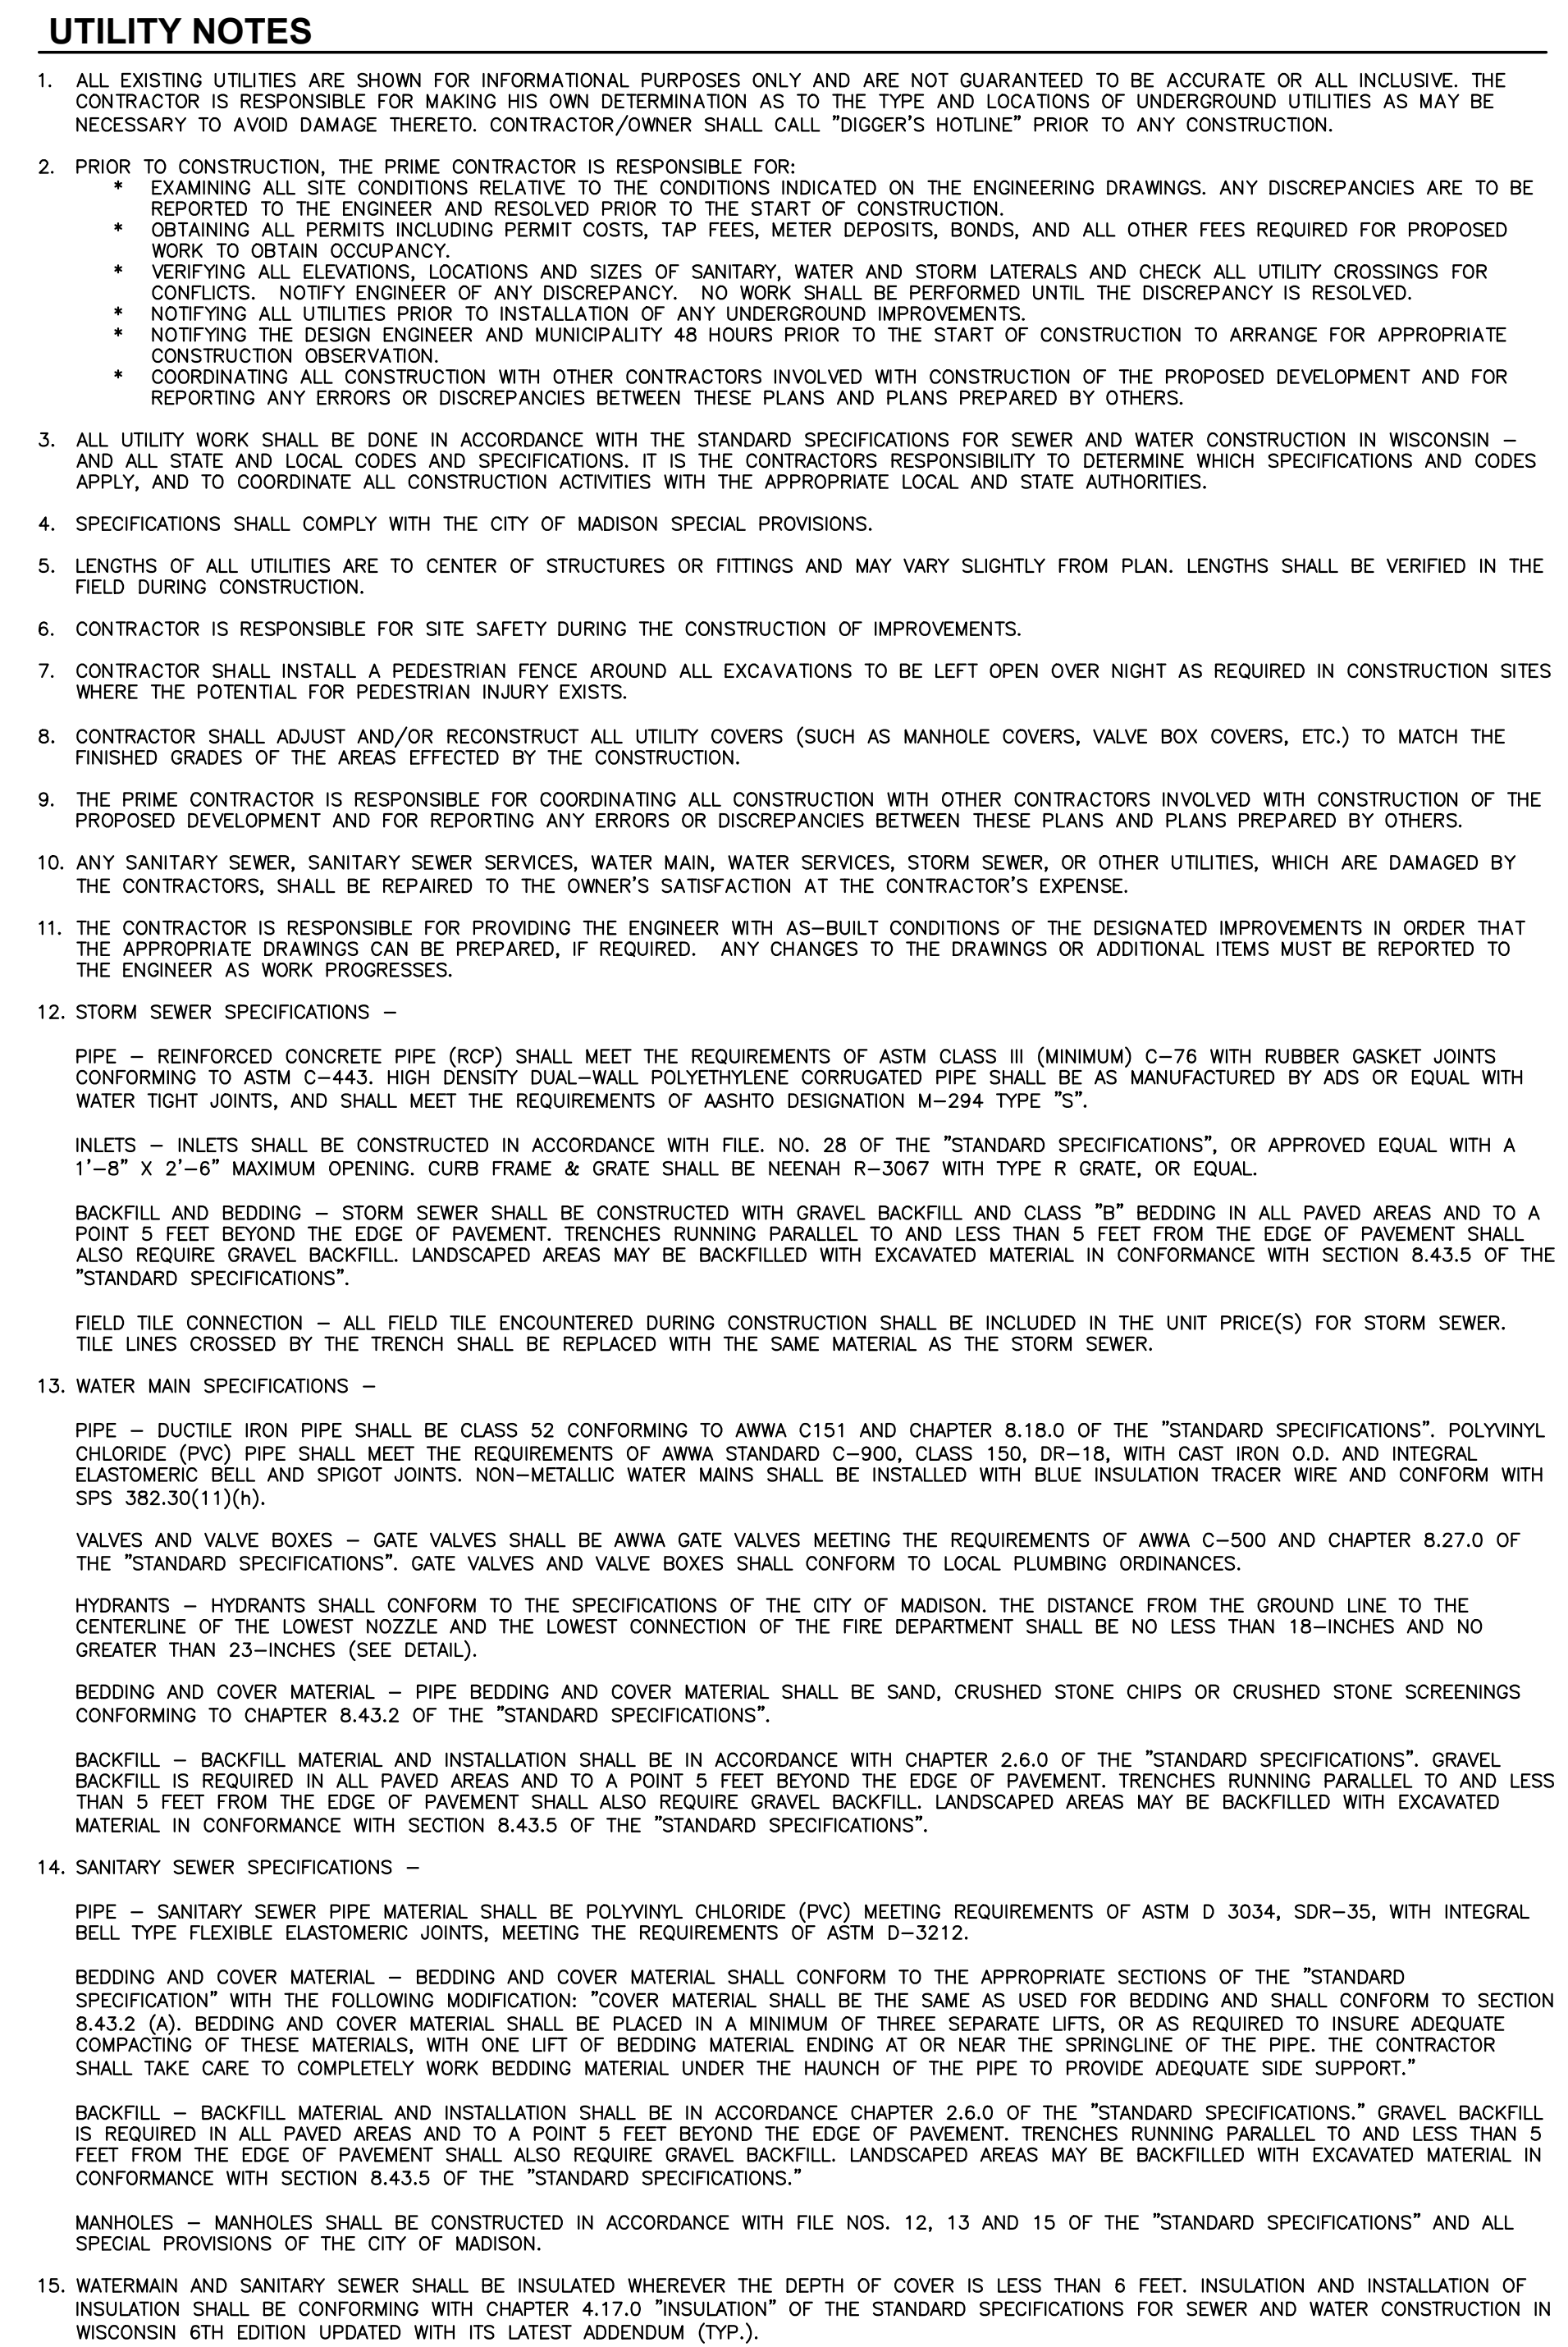 UTILITY NOTES
1. ALL EXISTING UTILITIES ARE SHOWN FOR INFORMATIONAL PURPOSES ONLY AND ARE NOT GUARANTEED TO BE ACCURATE OR ALL INCLUSIVE. THE
CONTRACTOR IS RESPONSIBLE FOR MAKING HIS OWN DETERMINATION AS TO THE TYPE AND LOCATIONS OF UNDERGROUND UTILITIES AS MAY BE
NECESSARY TO AVOID DAMAGE THERETO. CONTRACTOR/OWNER SHALL CALL "DIGGER'S HOTLINE" PRIOR TO ANY CONSTRUCTION.
2. PRIOR TO CONSTRUCTION, THE PRIME CONTRACTOR IS RESPONSIBLE FOR:
* EXAMINING ALL SITE CONDITIONS RELATIVE TO THE CONDITIONS INDICATED ON THE ENGINEERING DRAWINGS. ANY DISCREPANCIES ARE TO BE
REPORTED TO THE ENGINEER AND RESOLVED PRIOR TO THE START OF CONSTRUCTION.
* OBTAINING ALL PERMITS INCLUDING PERMIT COSTS, TAP FEES, METER DEPOSITS, BONDS, AND ALL OTHER FEES REQUIRED FOR PROPOSED
WORK TO OBTAIN OCCUPANCY.
* VERIFYING ALL ELEVATIONS, LOCATIONS AND SIZES OF SANITARY, WATER AND STORM LATERALS AND CHECK ALL UTILITY CROSSINGS FOR
CONFLICTS. NOTIFY ENGINEER OF ANY DISCREPANCY. NO WORK SHALL BE PERFORMED UNTIL THE DISCREPANCY IS RESOLVED.
* NOTIFYING ALL UTILITIES PRIOR TO INSTALLATION OF ANY UNDERGROUND IMPROVEMENTS.
* NOTIFYING THE DESIGN ENGINEER AND MUNICIPALITY 48 HOURS PRIOR TO THE START OF CONSTRUCTION TO ARRANGE FOR APPROPRIATE
CONSTRUCTION OBSERVATION.
* COORDINATING ALL CONSTRUCTION WITH OTHER CONTRACTORS INVOLVED WITH CONSTRUCTION OF THE PROPOSED DEVELOPMENT AND FOR
REPORTING ANY ERRORS OR DISCREPANCIES BETWEEN THESE PLANS AND PLANS PREPARED BY OTHERS.
3. ALL UTILITY WORK SHALL BE DONE IN ACCORDANCE WITH THE STANDARD SPECIFICATIONS FOR SEWER AND WATER CONSTRUCTION IN WISCONSIN –
AND ALL STATE AND LOCAL CODES AND SPECIFICATIONS. IT IS THE CONTRACTORS RESPONSIBILITY TO DETERMINE WHICH SPECIFICATIONS AND CODES
APPLY, AND TO COORDINATE ALL CONSTRUCTION ACTIVITIES WITH THE APPROPRIATE LOCAL AND STATE AUTHORITIES.
4. SPECIFICATIONS SHALL COMPLY WITH THE CITY OF MADISON SPECIAL PROVISIONS.
5. LENGTHS OF ALL UTILITIES ARE TO CENTER OF STRUCTURES OR FITTINGS AND MAY VARY SLIGHTLY FROM PLAN. LENGTHS SHALL BE VERIFIED IN THE
FIELD DURING CONSTRUCTION.
6. CONTRACTOR IS RESPONSIBLE FOR SITE SAFETY DURING THE CONSTRUCTION OF IMPROVEMENTS.
7. CONTRACTOR SHALL INSTALL A PEDESTRIAN FENCE AROUND ALL EXCAVATIONS TO BE LEFT OPEN OVER NIGHT AS REQUIRED IN CONSTRUCTION SITES
WHERE THE POTENTIAL FOR PEDESTRIAN INJURY EXISTS.
8. CONTRACTOR SHALL ADJUST AND/OR RECONSTRUCT ALL UTILITY COVERS (SUCH AS MANHOLE COVERS, VALVE BOX COVERS, ETC.) TO MATCH THE
FINISHED GRADES OF THE AREAS EFFECTED BY THE CONSTRUCTION.
9. THE PRIME CONTRACTOR IS RESPONSIBLE FOR COORDINATING ALL CONSTRUCTION WITH OTHER CONTRACTORS INVOLVED WITH CONSTRUCTION OF THE
PROPOSED DEVELOPMENT AND FOR REPORTING ANY ERRORS OR DISCREPANCIES BETWEEN THESE PLANS AND PLANS PREPARED BY OTHERS.
10. ANY SANITARY SEWER, SANITARY SEWER SERVICES, WATER MAIN, WATER SERVICES, STORM SEWER, OR OTHER UTILITIES, WHICH ARE DAMAGED BY
THE CONTRACTORS, SHALL BE REPAIRED TO THE OWNER'S SATISFACTION AT THE CONTRACTOR'S EXPENSE.
11. THE CONTRACTOR IS RESPONSIBLE FOR PROVIDING THE ENGINEER WITH AS–BUILT CONDITIONS OF THE DESIGNATED IMPROVEMENTS IN ORDER THAT
THE APPROPRIATE DRAWINGS CAN BE PREPARED, IF REQUIRED. ANY CHANGES TO THE DRAWINGS OR ADDITIONAL ITEMS MUST BE REPORTED TO
THE ENGINEER AS WORK PROGRESSES.
12. STORM SEWER SPECIFICATIONS –
PIPE – REINFORCED CONCRETE PIPE (RCP) SHALL MEET THE REQUIREMENTS OF ASTM CLASS III (MINIMUM) C–76 WITH RUBBER GASKET JOINTS
CONFORMING TO ASTM C–443. HIGH DENSITY DUAL–WALL POLYETHYLENE CORRUGATED PIPE SHALL BE AS MANUFACTURED BY ADS OR EQUAL WITH
WATER TIGHT JOINTS, AND SHALL MEET THE REQUIREMENTS OF AASHTO DESIGNATION M–294 TYPE "S".
INLETS – INLETS SHALL BE CONSTRUCTED IN ACCORDANCE WITH FILE. NO. 28 OF THE "STANDARD SPECIFICATIONS", OR APPROVED EQUAL WITH A
1'–8" X 2'–6" MAXIMUM OPENING. CURB FRAME & GRATE SHALL BE NEENAH R–3067 WITH TYPE R GRATE, OR EQUAL.
BACKFILL AND BEDDING – STORM SEWER SHALL BE CONSTRUCTED WITH GRAVEL BACKFILL AND CLASS "B" BEDDING IN ALL PAVED AREAS AND TO A
POINT 5 FEET BEYOND THE EDGE OF PAVEMENT. TRENCHES RUNNING PARALLEL TO AND LESS THAN 5 FEET FROM THE EDGE OF PAVEMENT SHALL
ALSO REQUIRE GRAVEL BACKFILL. LANDSCAPED AREAS MAY BE BACKFILLED WITH EXCAVATED MATERIAL IN CONFORMANCE WITH SECTION 8.43.5 OF THE
"STANDARD SPECIFICATIONS".
FIELD TILE CONNECTION – ALL FIELD TILE ENCOUNTERED DURING CONSTRUCTION SHALL BE INCLUDED IN THE UNIT PRICE(S) FOR STORM SEWER.
TILE LINES CROSSED BY THE TRENCH SHALL BE REPLACED WITH THE SAME MATERIAL AS THE STORM SEWER.
13. WATER MAIN SPECIFICATIONS –
PIPE – DUCTILE IRON PIPE SHALL BE CLASS 52 CONFORMING TO AWWA C151 AND CHAPTER 8.18.0 OF THE "STANDARD SPECIFICATIONS". POLYVINYL
CHLORIDE (PVC) PIPE SHALL MEET THE REQUIREMENTS OF AWWA STANDARD C–900, CLASS 150, DR–18, WITH CAST IRON O.D. AND INTEGRAL
ELASTOMERIC BELL AND SPIGOT JOINTS. NON–METALLIC WATER MAINS SHALL BE INSTALLED WITH BLUE INSULATION TRACER WIRE AND CONFORM WITH
SPS 382.30(11)(h).
VALVES AND VALVE BOXES – GATE VALVES SHALL BE AWWA GATE VALVES MEETING THE REQUIREMENTS OF AWWA C–500 AND CHAPTER 8.27.0 OF
THE "STANDARD SPECIFICATIONS". GATE VALVES AND VALVE BOXES SHALL CONFORM TO LOCAL PLUMBING ORDINANCES.
HYDRANTS – HYDRANTS SHALL CONFORM TO THE SPECIFICATIONS OF THE CITY OF MADISON. THE DISTANCE FROM THE GROUND LINE TO THE
CENTERLINE OF THE LOWEST NOZZLE AND THE LOWEST CONNECTION OF THE FIRE DEPARTMENT SHALL BE NO LESS THAN 18–INCHES AND NO
GREATER THAN 23–INCHES (SEE DETAIL).
BEDDING AND COVER MATERIAL – PIPE BEDDING AND COVER MATERIAL SHALL BE SAND, CRUSHED STONE CHIPS OR CRUSHED STONE SCREENINGS
CONFORMING TO CHAPTER 8.43.2 OF THE "STANDARD SPECIFICATIONS".
BACKFILL – BACKFILL MATERIAL AND INSTALLATION SHALL BE IN ACCORDANCE WITH CHAPTER 2.6.0 OF THE "STANDARD SPECIFICATIONS". GRAVEL
BACKFILL IS REQUIRED IN ALL PAVED AREAS AND TO A POINT 5 FEET BEYOND THE EDGE OF PAVEMENT. TRENCHES RUNNING PARALLEL TO AND LESS
THAN 5 FEET FROM THE EDGE OF PAVEMENT SHALL ALSO REQUIRE GRAVEL BACKFILL. LANDSCAPED AREAS MAY BE BACKFILLED WITH EXCAVATED
MATERIAL IN CONFORMANCE WITH SECTION 8.43.5 OF THE "STANDARD SPECIFICATIONS".
14. SANITARY SEWER SPECIFICATIONS –
PIPE – SANITARY SEWER PIPE MATERIAL SHALL BE POLYVINYL CHLORIDE (PVC) MEETING REQUIREMENTS OF ASTM D 3034, SDR–35, WITH INTEGRAL
BELL TYPE FLEXIBLE ELASTOMERIC JOINTS, MEETING THE REQUIREMENTS OF ASTM D–3212.
BEDDING AND COVER MATERIAL – BEDDING AND COVER MATERIAL SHALL CONFORM TO THE APPROPRIATE SECTIONS OF THE "STANDARD
SPECIFICATION" WITH THE FOLLOWING MODIFICATION: "COVER MATERIAL SHALL BE THE SAME AS USED FOR BEDDING AND SHALL CONFORM TO SECTION
8.43.2 (A). BEDDING AND COVER MATERIAL SHALL BE PLACED IN A MINIMUM OF THREE SEPARATE LIFTS, OR AS REQUIRED TO INSURE ADEQUATE
COMPACTING OF THESE MATERIALS, WITH ONE LIFT OF BEDDING MATERIAL ENDING AT OR NEAR THE SPRINGLINE OF THE PIPE. THE CONTRACTOR
SHALL TAKE CARE TO COMPLETELY WORK BEDDING MATERIAL UNDER THE HAUNCH OF THE PIPE TO PROVIDE ADEQUATE SIDE SUPPORT."
BACKFILL – BACKFILL MATERIAL AND INSTALLATION SHALL BE IN ACCORDANCE CHAPTER 2.6.0 OF THE "STANDARD SPECIFICATIONS." GRAVEL BACKFILL
IS REQUIRED IN ALL PAVED AREAS AND TO A POINT 5 FEET BEYOND THE EDGE OF PAVEMENT. TRENCHES RUNNING PARALLEL TO AND LESS THAN 5
FEET FROM THE EDGE OF PAVEMENT SHALL ALSO REQUIRE GRAVEL BACKFILL. LANDSCAPED AREAS MAY BE BACKFILLED WITH EXCAVATED MATERIAL IN
CONFORMANCE WITH SECTION 8.43.5 OF THE "STANDARD SPECIFICATIONS."
MANHOLES – MANHOLES SHALL BE CONSTRUCTED IN ACCORDANCE WITH FILE NOS. 12, 13 AND 15 OF THE "STANDARD SPECIFICATIONS" AND ALL
SPECIAL PROVISIONS OF THE CITY OF MADISON.
15. WATERMAIN AND SANITARY SEWER SHALL BE INSULATED WHEREVER THE DEPTH OF COVER IS LESS THAN 6 FEET. INSULATION AND INSTALLATION OF
INSULATION SHALL BE CONFORMING WITH CHAPTER 4.17.0 "INSULATION" OF THE STANDARD SPECIFICATIONS FOR SEWER AND WATER CONSTRUCTION IN
WISCONSIN 6TH EDITION UPDATED WITH ITS LATEST ADDENDUM (TYP.).